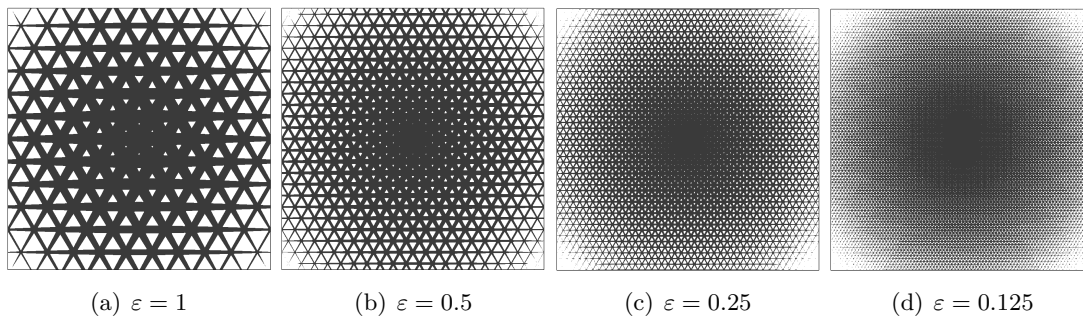 (a) ε = 1
(b) ε = 0.5
(c) ε = 0.25
(d) ε = 0.125